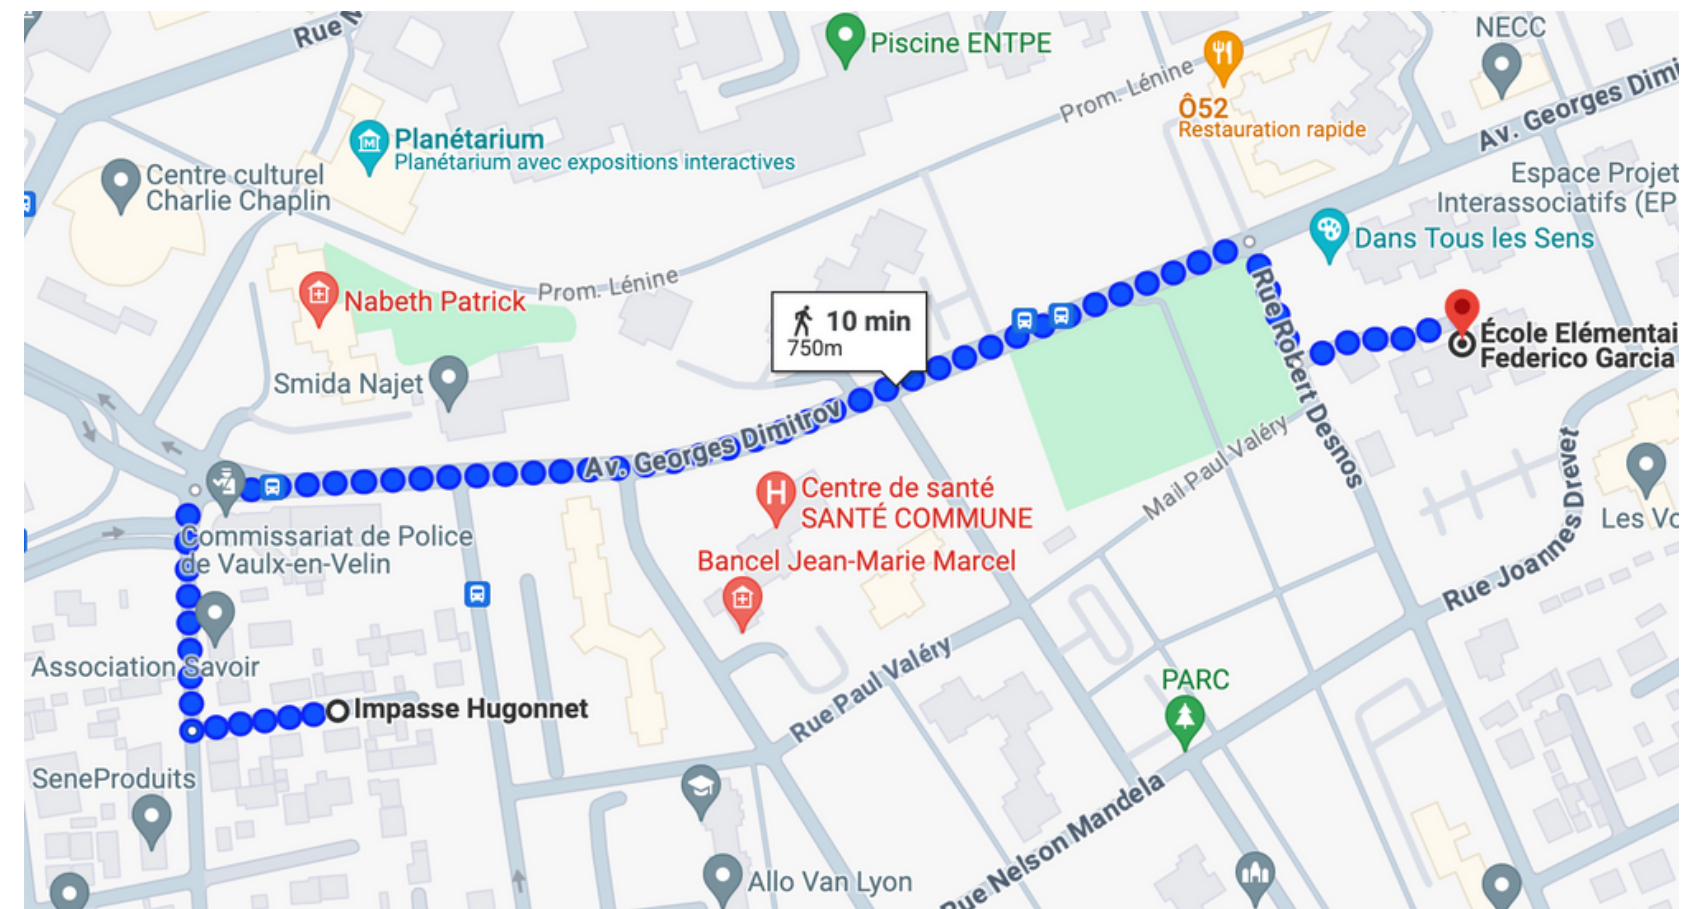 Rue
NECC
Piscine ENTPE
Prom. Lénine
Ô52
Restauration rapide
Av. Georges Dimi
Planétarium
Planétarium avec expositions interactives
Centre culturel
Charlie Chaplin
Espace Projet
Interassociatifs (EP
Dans Tous les Sens
Prom. Lénine
Nabeth Patrick
Rue Robert Desnos
10 min
750m
École Elémentai
Federico Garcia
Smida Najet
Av. Georges Dimitrov
Mail Paul Valéry
Rue Joannes Drevet
Centre de santé
SANTÉ COMMUNE
Les Vo
Commissariat de Police
de Vaulx-en-Velin
Bancel Jean-Marie Marcel
Association Savoir
Rue Paul Valéry
PARC
Impasse Hugonnet
SeneProduits
Rue Nelson Mandela
Allo Van Lyon